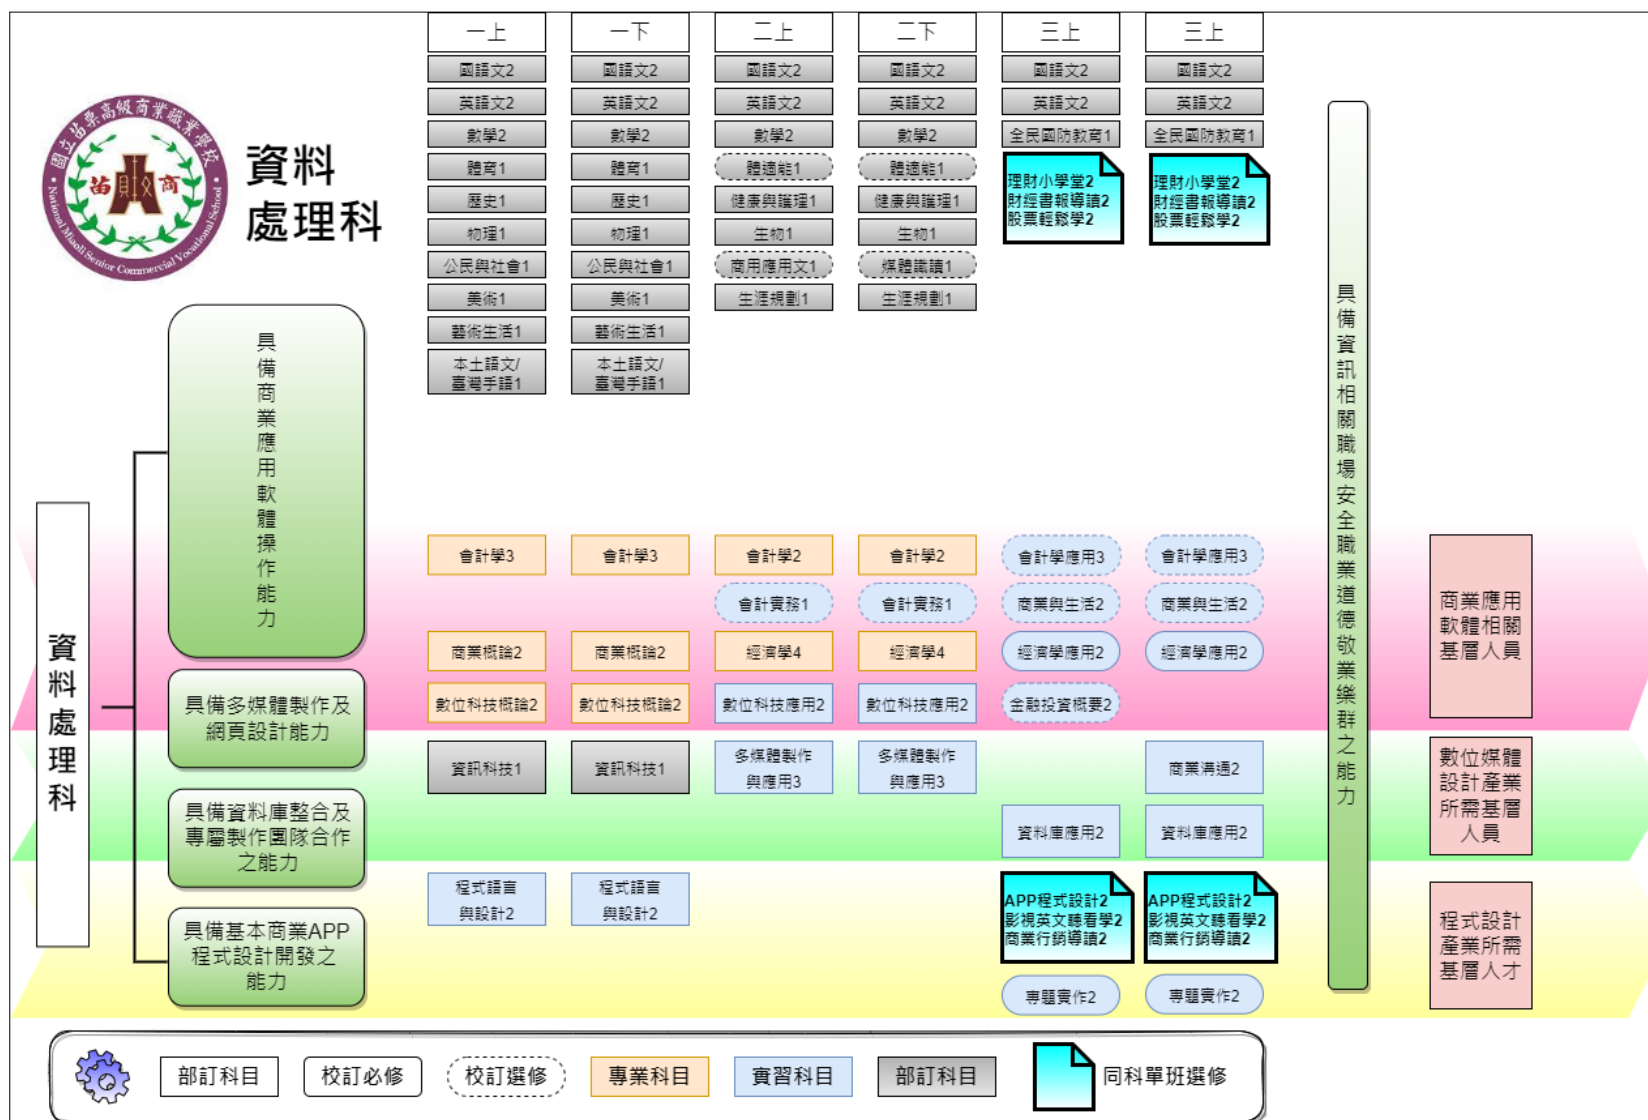 一上
一下
二上
二下
三上
三上
國語文2
國語文2
國語文2
國語文2
國語文2
國語文2
英語文2
英語文2
英語文2
英語文2
英語文2
英語文2
數學2
數學2
數學2
數學2
全民國防教育1
全民國防教育1
體育1
體育1
體適能1
體適能1
理財小學堂2
財經書報導讀2
股票輕鬆學2
理財小學堂2
財經書報導讀2
股票輕鬆學2
歷史1
歷史1
健康與護理1
健康與護理1
物理1
物理1
生物1
生物1
公民與社會1
公民與社會1
商用應用文1
媒體識讀1
美術1
美術1
生涯規劃1
生涯規劃1
藝術生活1
藝術生活1
本土語文/
臺灣手語1
本土語文/
臺灣手語1
國立苗栗高級商業職業學校
苗 商
National Miaoli Senior Commercial Vocational School
資料
處理科
資料處理科
具備商業應用軟體操作能力
具備多媒體製作及
網頁設計能力
具備資料庫整合及
專屬製作團隊合作
之能力
具備基本商業APP
程式設計開發之
能力
會計學3
會計學3
會計學2
會計學2
會計學應用3
會計學應用3
會計實務1
會計實務1
商業與生活2
商業與生活2
商業概論2
商業概論2
經濟學4
經濟學4
經濟學應用2
經濟學應用2
數位科技概論2
數位科技概論2
數位科技應用2
數位科技應用2
金融投資概要2
資訊科技1
資訊科技1
多媒體製作
與應用3
多媒體製作
與應用3
商業溝通2
資料庫應用2
資料庫應用2
程式語言
與設計2
程式語言
與設計2
APP程式設計2
影視英文聽看學2
商業行銷導讀2
APP程式設計2
影視英文聽看學2
商業行銷導讀2
專題實作2
專題實作2
具備資訊相關職場安全職業道德敬業樂群之能力
商業應用
軟體相關
基層人員
數位媒體
設計產業
所需基層
人員
程式設計
產業所需
基層人才
部訂科目
校訂必修
校訂選修
專業科目
實習科目
部訂科目
同科單班選修